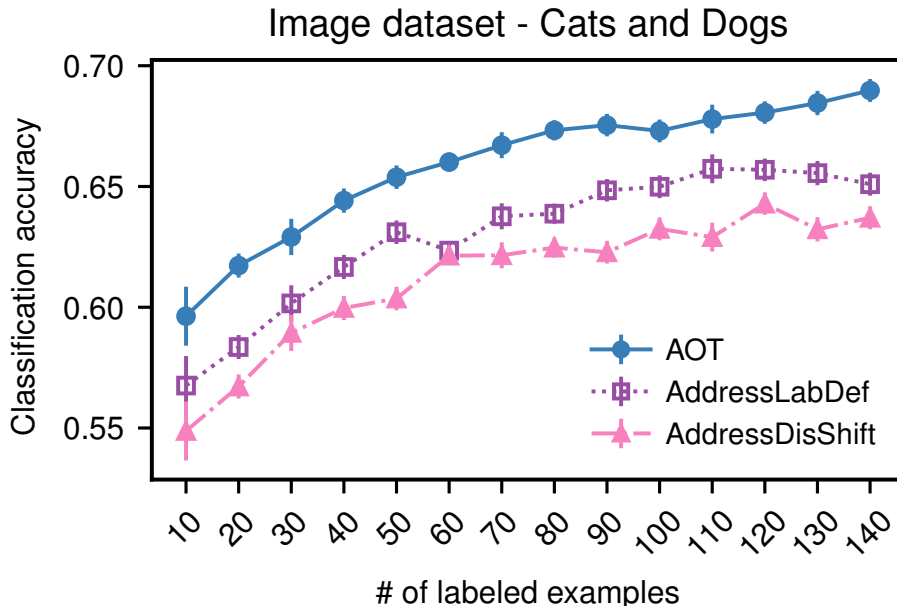 Image dataset - Cats and Dogs
Classification accuracy
0.70
0.65
0.60
0.55
AOT
AddressLabDef
AddressDisShift
10 20 30 40 50 60 70 80 90 100 110 120 130 140
# of labeled examples